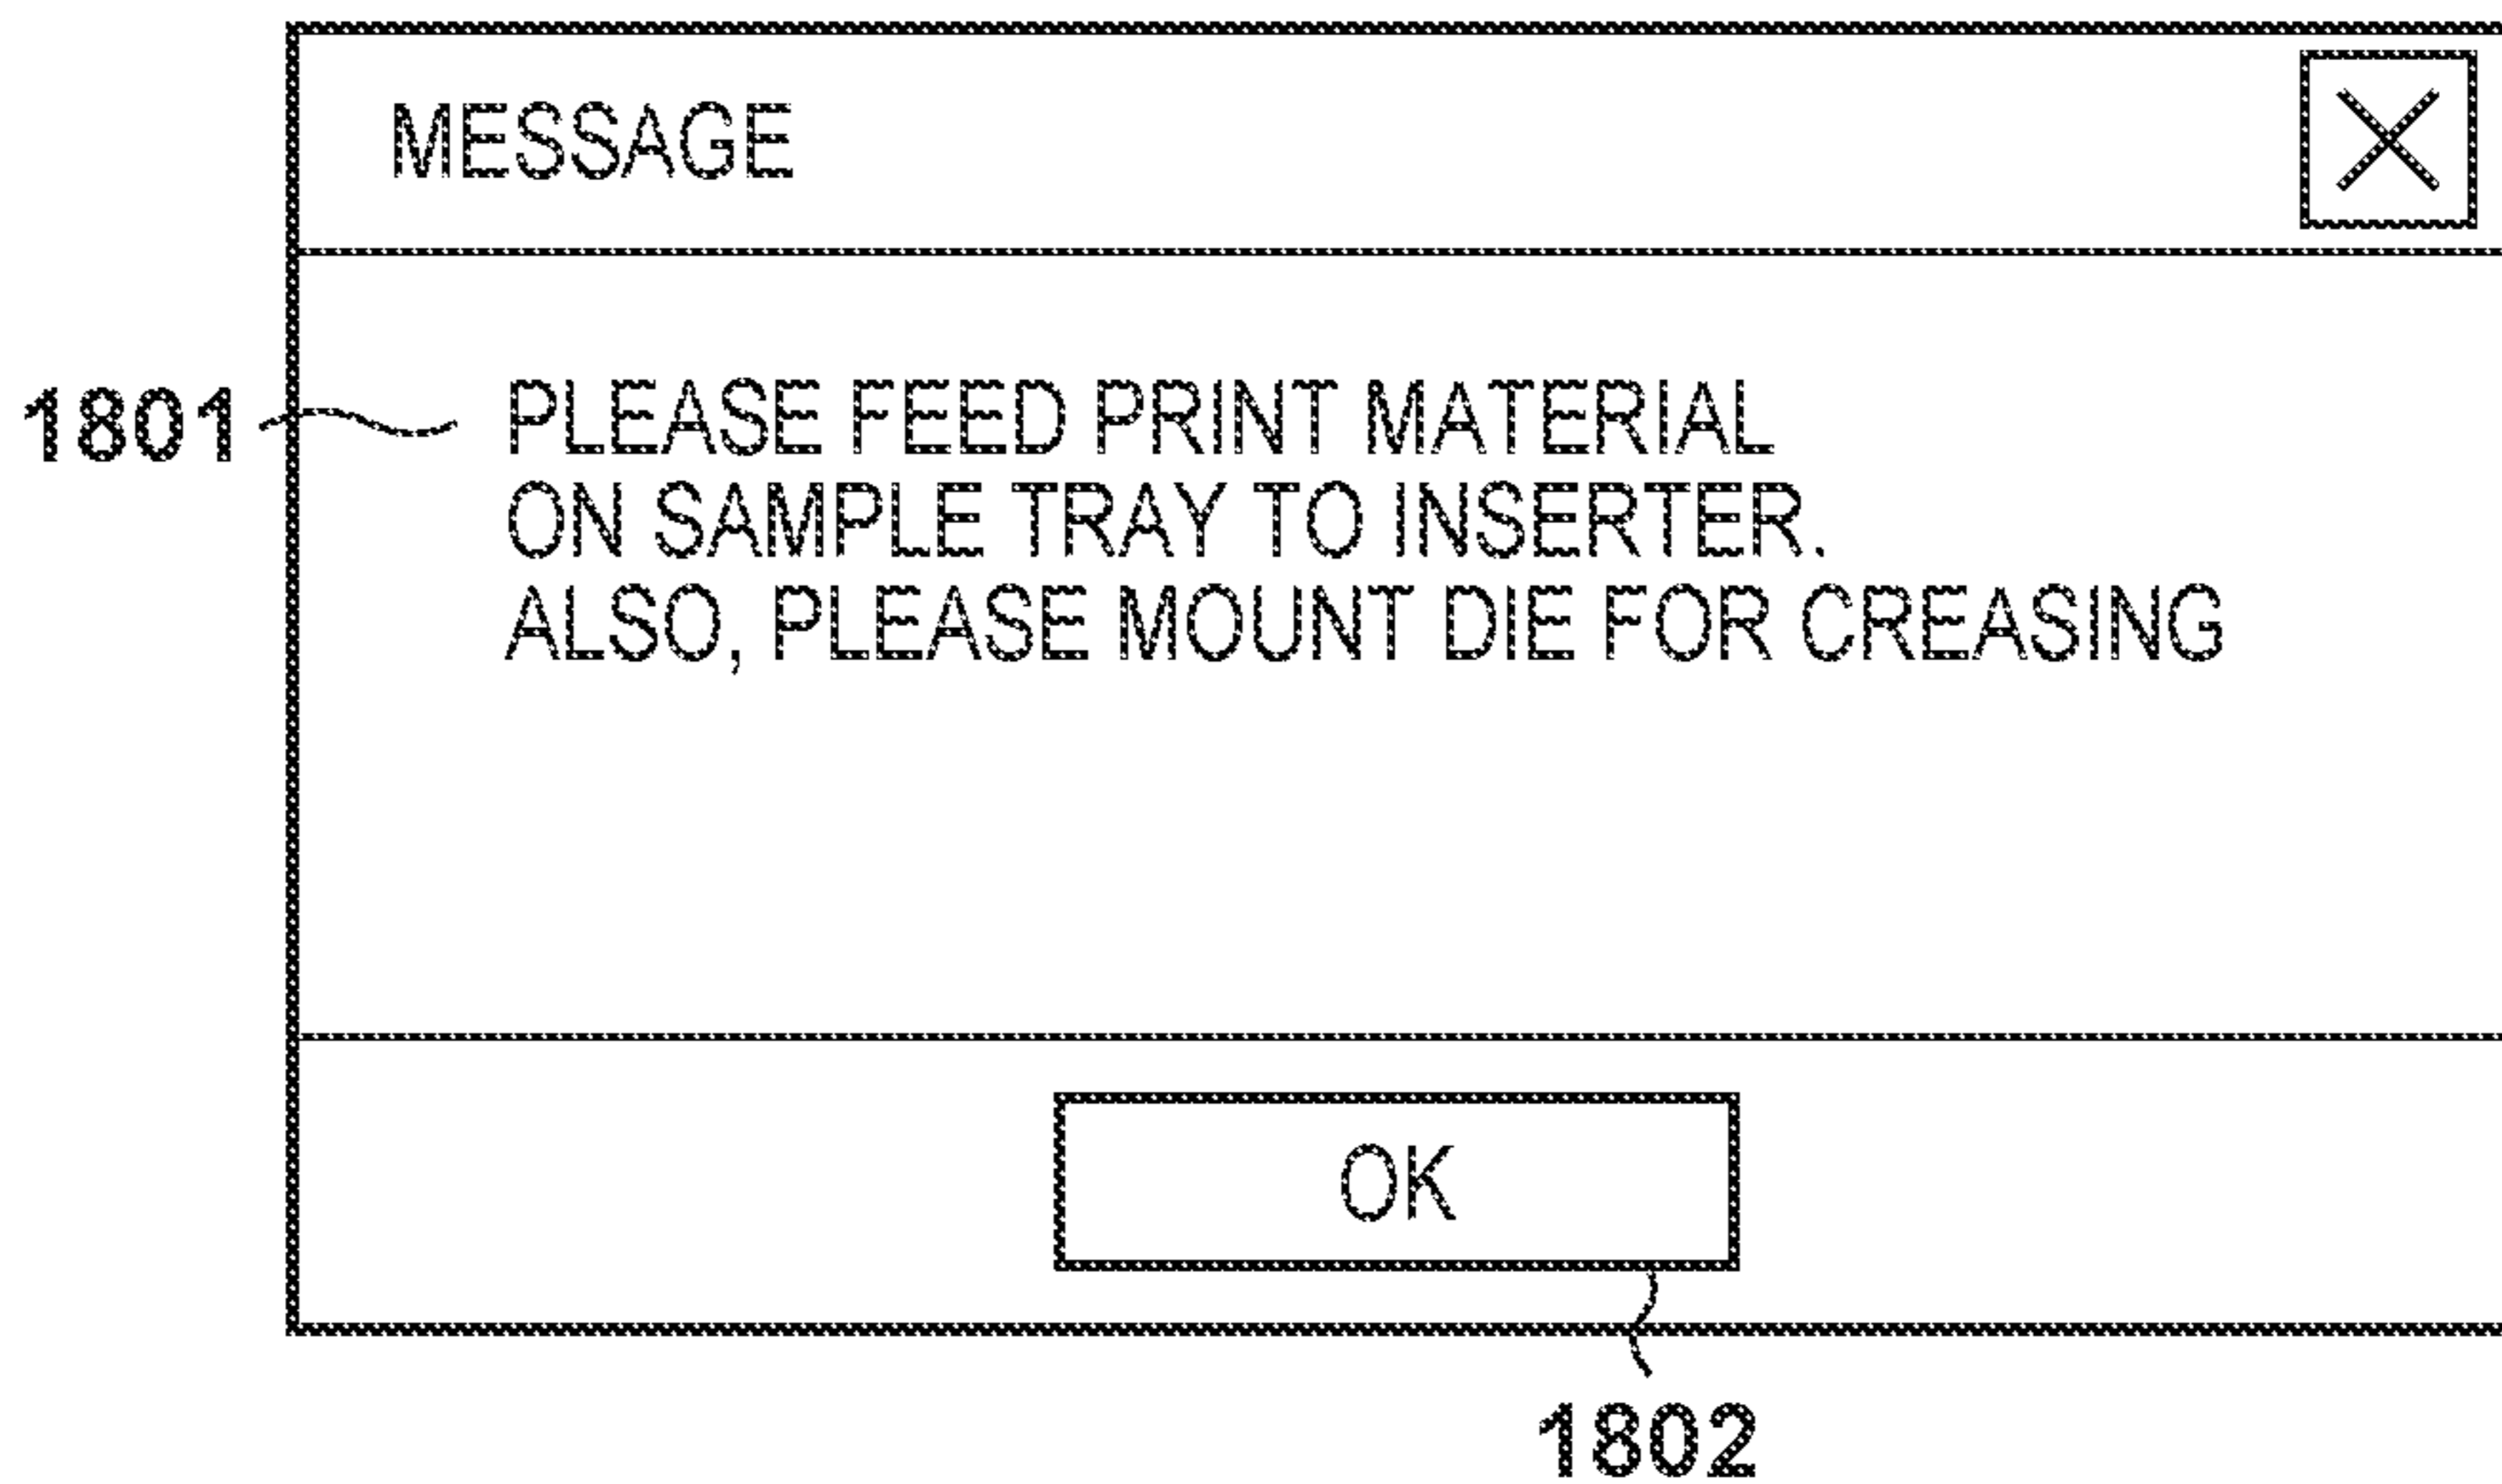 MESSAGE
1801
PLEASE FEED PRINT MATERIAL
ON SAMPLE TRAY TO INSERTER.
ALSO, PLEASE MOUNT DIE FOR CREASING
OK
1802